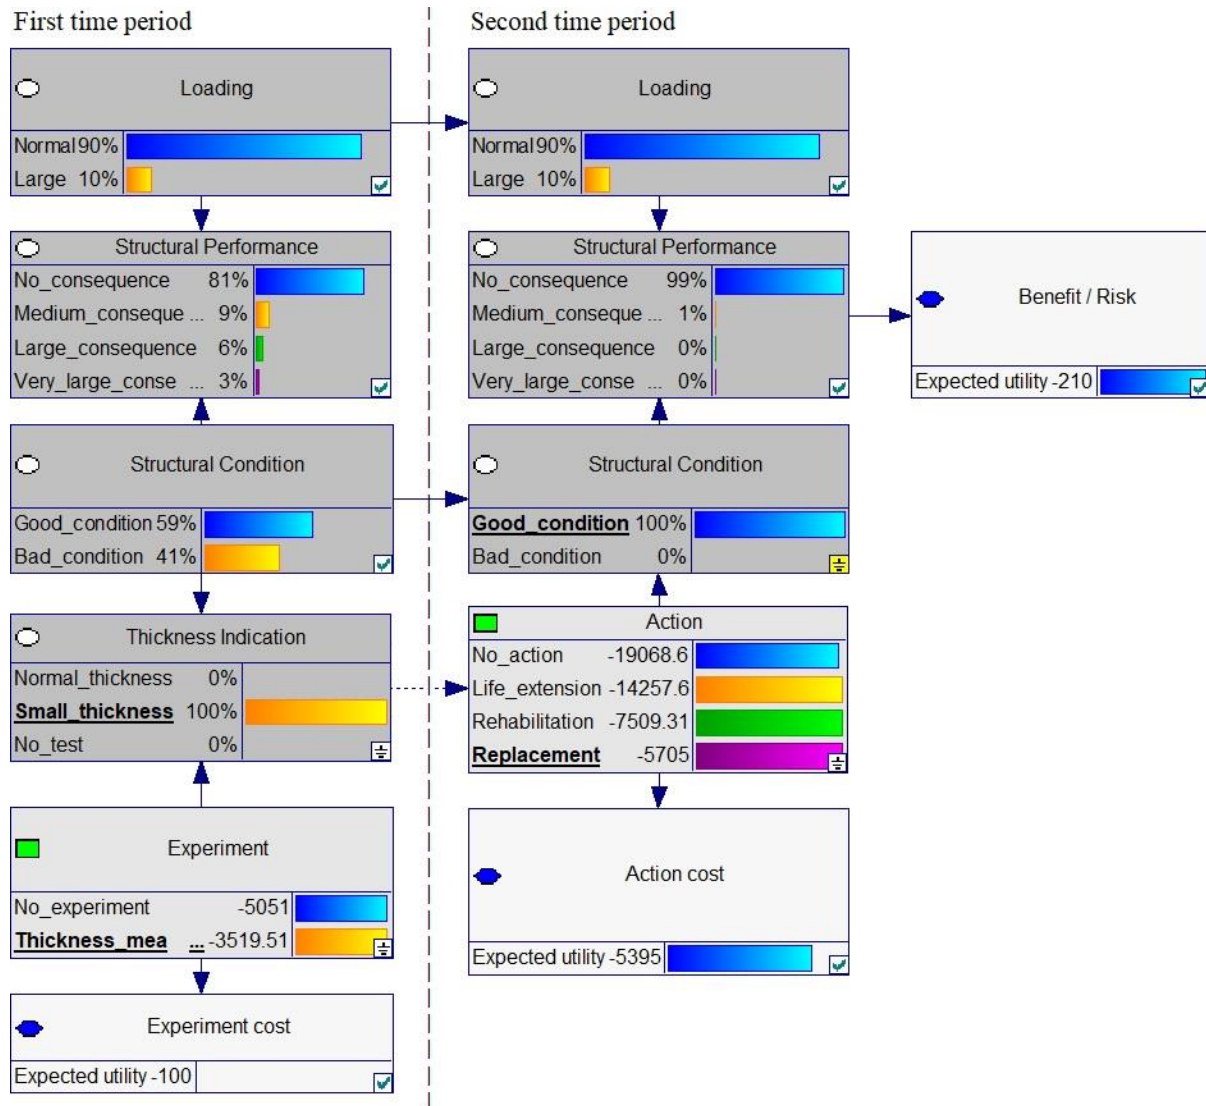 First time period
Second time period
Loading
Normal 90%
Large 10%
Structural Performance
No_consequence 81%
Medium_conseque ... 9%
Large_consequence 6%
Very_large_conse ... 3%
Structural Condition
Good_condition 59%
Bad_condition 41%
Thickness Indication
Normal_thickness 0%
Small_thickness 100%
No_test 0%
Experiment
No_experiment -5051
Thickness_mea ... -3519.51
Experiment cost
Expected utility -100
Loading
Normal 90%
Large 10%
Structural Performance
No_consequence 99%
Medium_conseque ... 1%
Large_consequence 0%
Very_large_conse ... 0%
Structural Condition
Good_condition 100%
Bad_condition 0%
Action
No_action -19068.6
Life_extension -14257.6
Rehabilitation -7509.31
Replacement -5705
Action cost
Expected utility -5395
Benefit / Risk
Expected utility -210